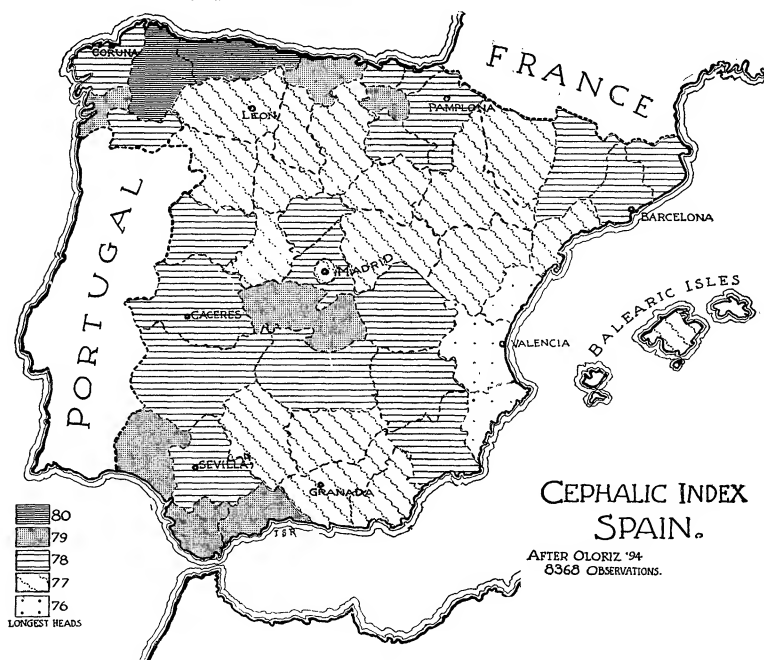 FRANCE
CORUNA
LEON
PAMPLONA
BARCELONA
PORTUGAL
MADRID
BALEARIC ISLES
CACERES
VALENCIA
SEVILLA
GRANADA
80
79
78
77
76
LONGEST HEADS
CEPHALIC INDEX
SPAIN.
AFTER OLORIZ '94
8368 OBSERVATIONS.